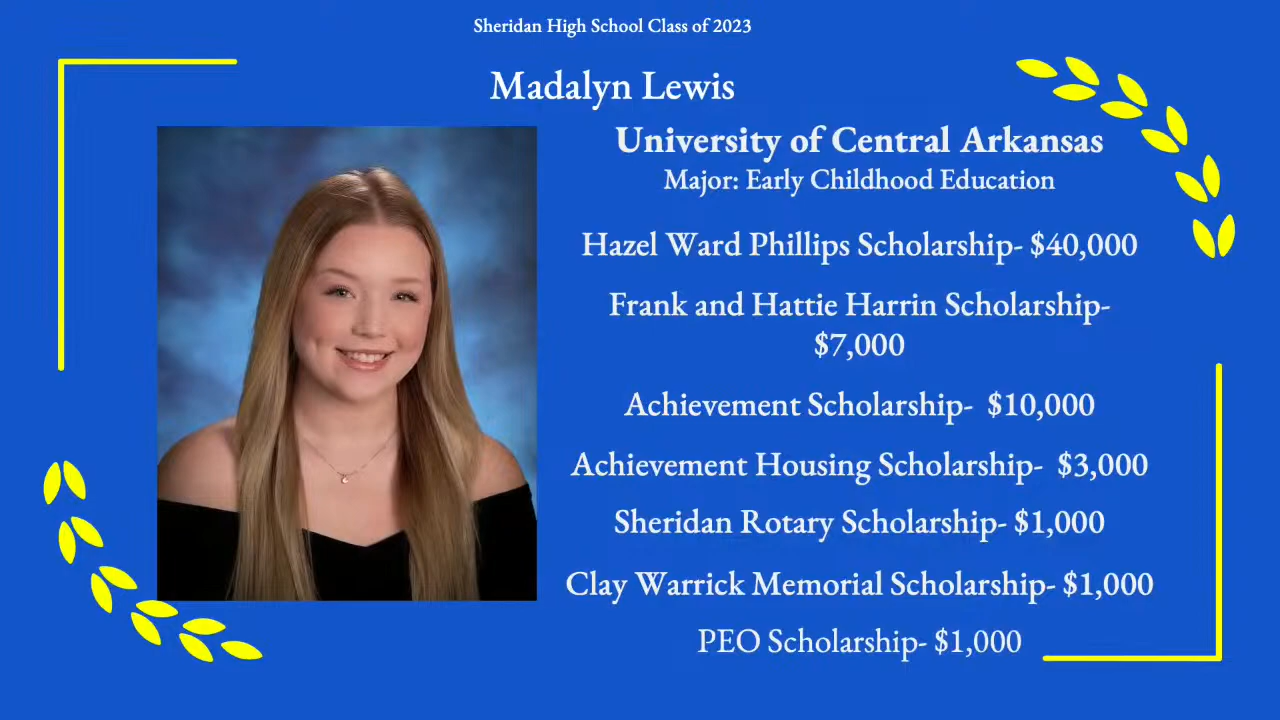 Sheridan High School Class of 2023
Madalyn Lewis
University of Central Arkansas
Major: Early Childhood Education
Hazel Ward Phillips Scholarship- $40,000
Frank and Hattie Harrin Scholarship-
$7,000
Achievement Scholarship- $10,000
Achievement Housing Scholarship- $3,000
Sheridan Rotary Scholarship- $1,000
Clay Warrick Memorial Scholarship- $1,000
PEO Scholarship- $1,000